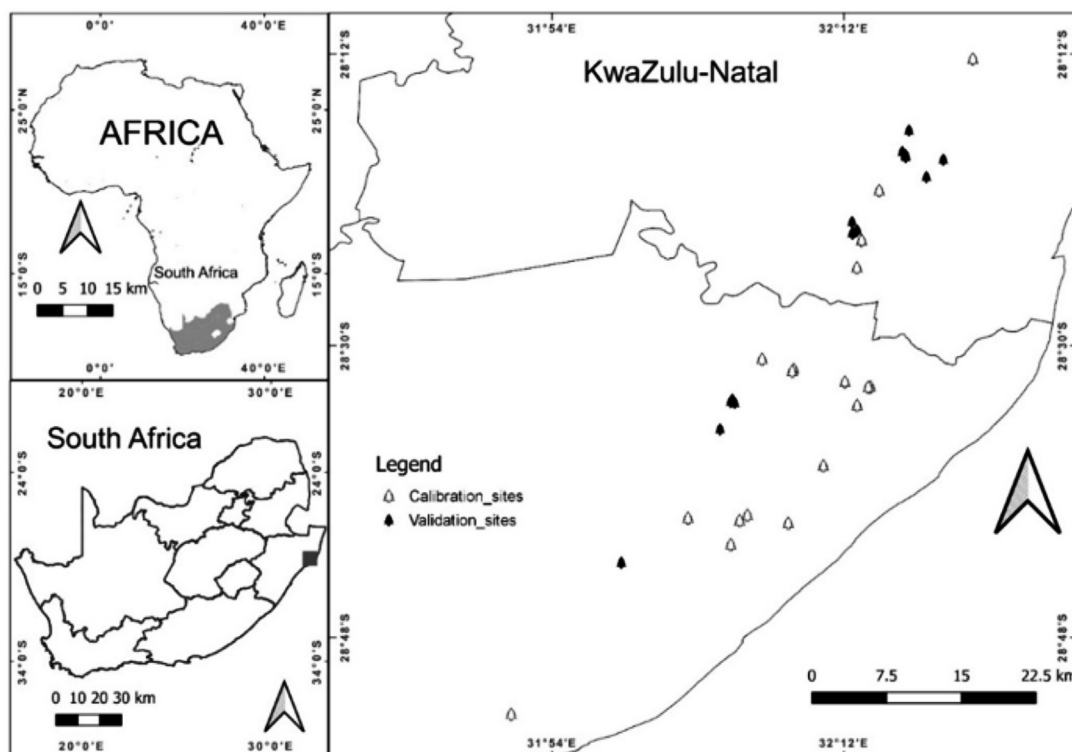 0°0' 40°0'E
25°0'N
15°0'S
AFRICA
South Africa
0 5 10 15 km
0°0' 40°0'E
20°0'E 30°0'E
South Africa
24°0'S
34°0'S
24°0'S
34°0'S
0 10 20 30 km
20°0'E 30°0'E
31°54'E 32°12'E
28°12'S
28°30'S
28°48'S
KwaZulu-Natal
28°12'S
28°30'S
28°48'S
Legend
Calibration_sites
Validation_sites
0 7.5 15 22.5 km
31°54'E 32°12'E
25°0'N
15°0'S